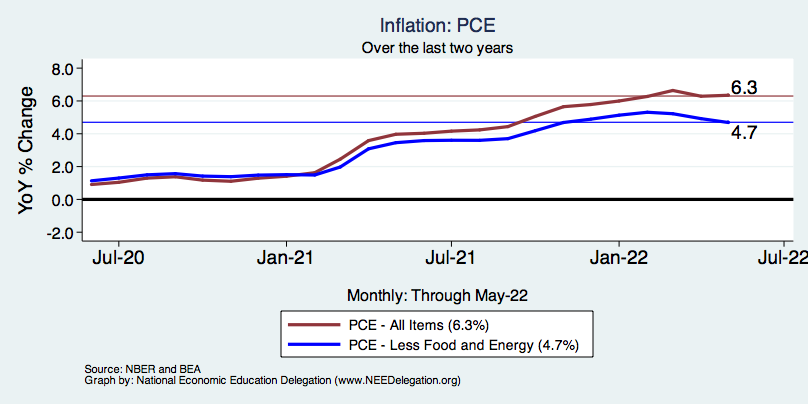 Inflation: PCE
Over the last two years
YoY % Change
8.0
6.0
4.0
2.0
0.0
-2.0
6.3
4.7
Jul-20
Jan-21
Jul-21
Jan-22
Jul-22
Monthly: Through May-22
PCE - All Items (6.3%)
PCE - Less Food and Energy (4.7%)
Source: NBER and BEA
Graph by: National Economic Education Delegation (www.NEEDelegation.org)